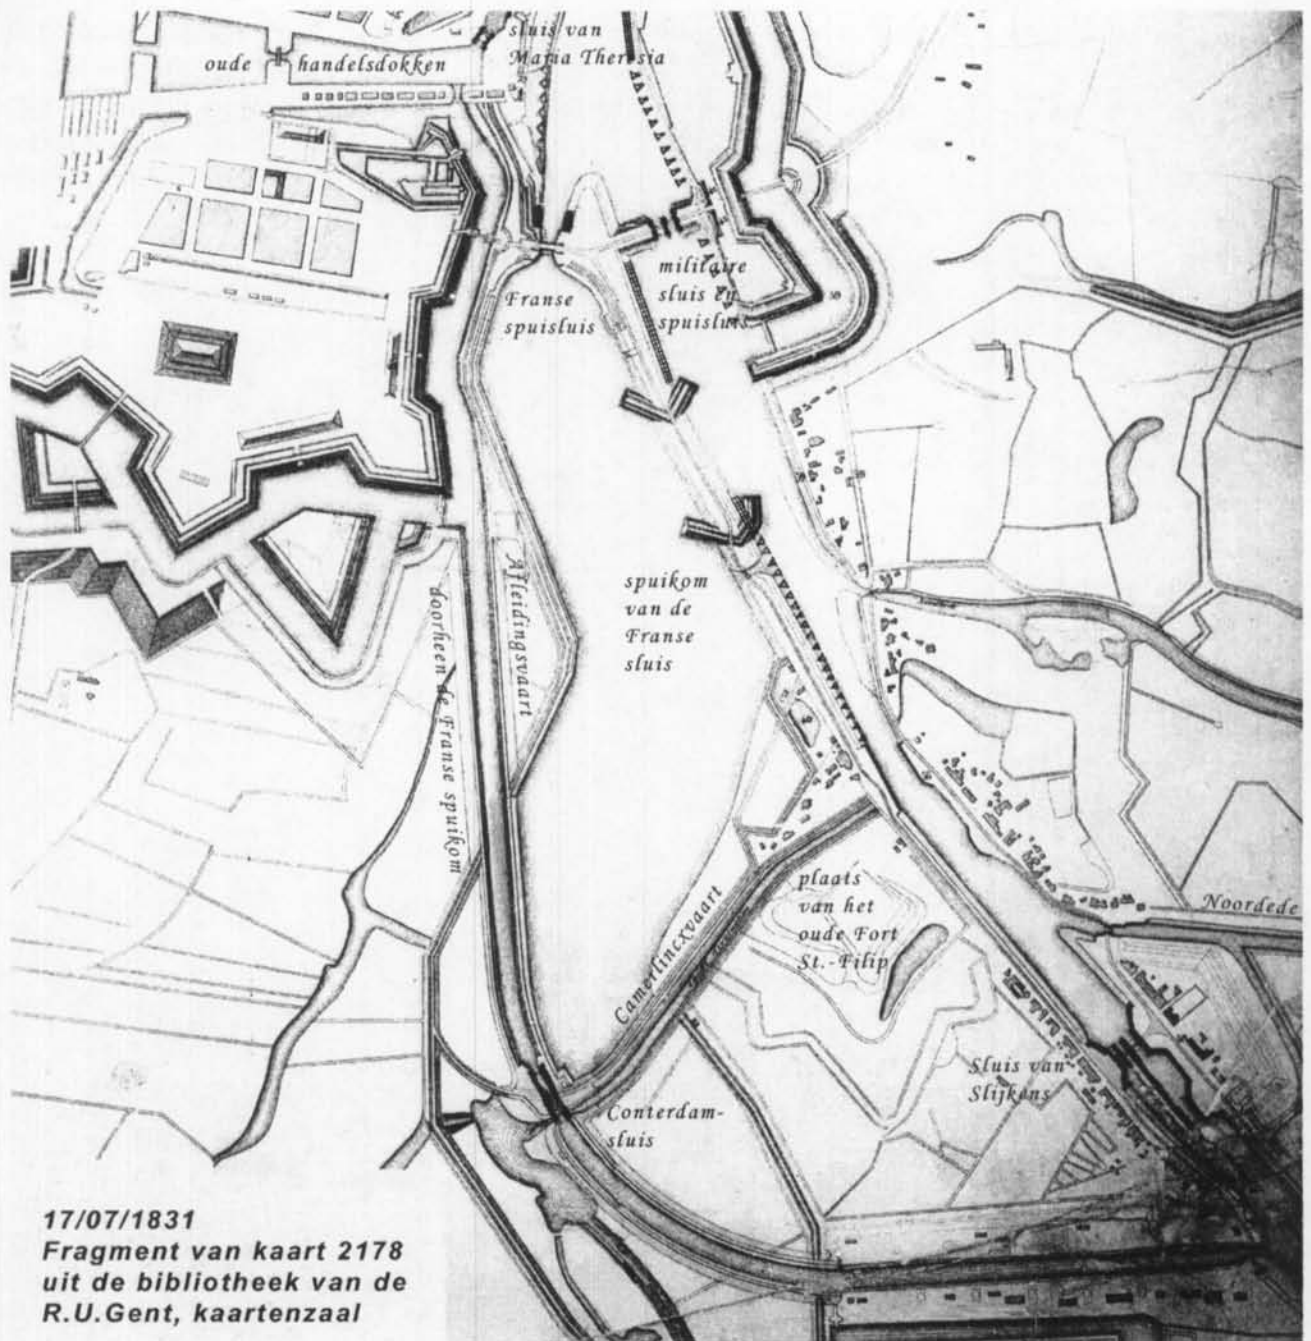 sluis van
Maria Theresia
oude handelsdokken
militaire
sluis en
spuisluis
Franse
spuisluis
spuikom
van de
Franse
sluis
Afleidingsvaart
doorheen de Franse spuikom
plaats
van het
oude Fort
St.-Filip
Noordede
Camerlincxvaart
Sluis van
Slijkens
Conterdam-
sluis
17/07/1831
Fragment van kaart 2178
uit de bibliotheek van de
R.U.Gent, kaartenzaal